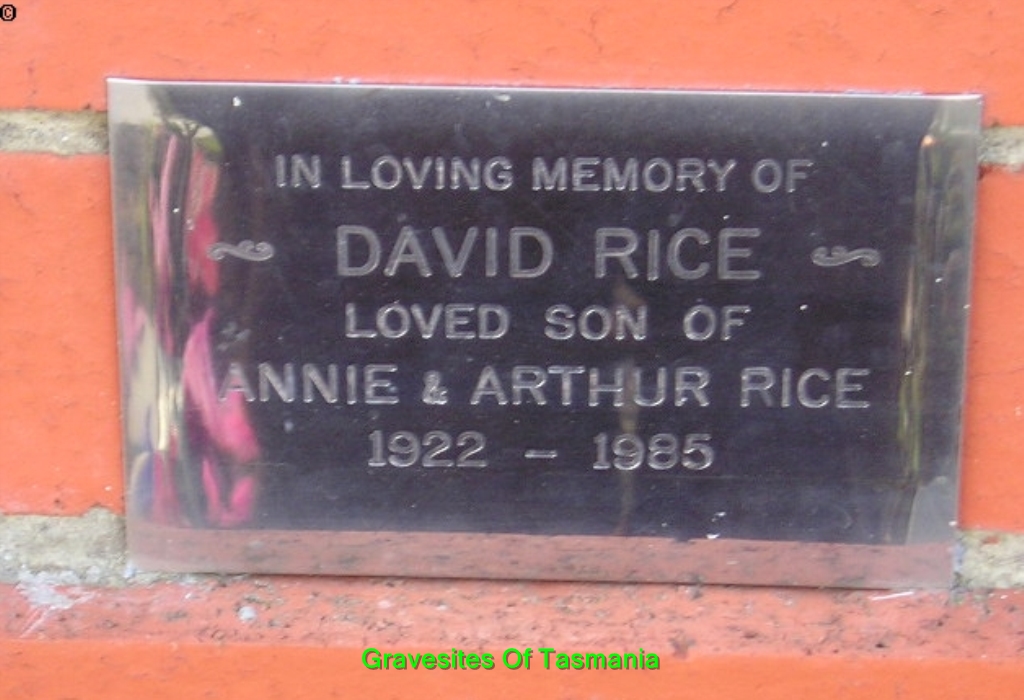 ©
IN LOVING MEMORY OF
DAVID RICE
LOVED SON OF
ANNIE & ARTHUR RICE
1922 – 1985
Gravesites Of Tasmania